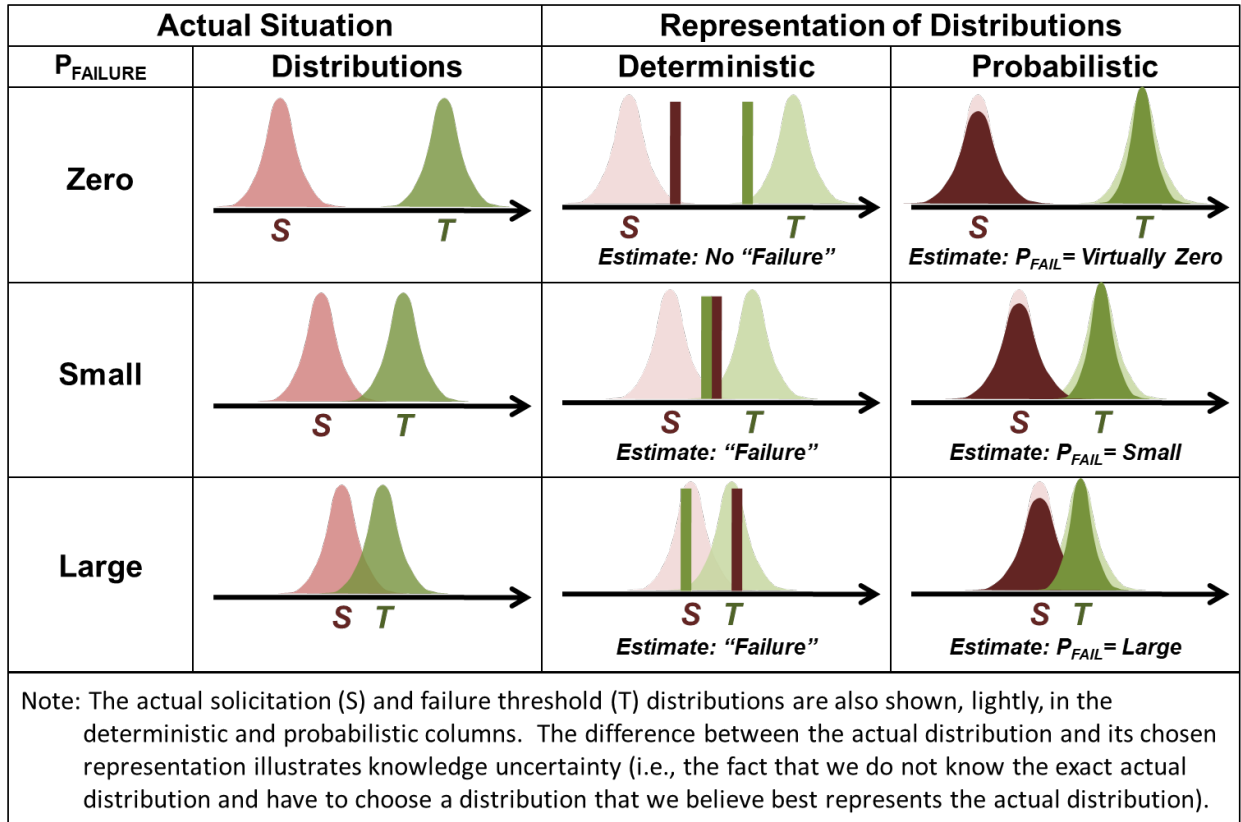 Actual Situation
Representation of Distributions
P_FAILURE
Distributions
Deterministic
Probabilistic
Zero
S
T
S
T
Estimate: No “Failure”
S
T
Estimate: P_FAIL= Virtually Zero
Small
S
T
S
T
Estimate: “Failure”
S
T
Estimate: P_FAIL= Small
Large
S
T
S
T
Estimate: “Failure”
S
T
Estimate: P_FAIL= Large
Note: The actual solicitation (S) and failure threshold (T) distributions are also shown, lightly, in the
deterministic and probabilistic columns. The difference between the actual distribution and its chosen
representation illustrates knowledge uncertainty (i.e., the fact that we do not know the exact actual
distribution and have to choose a distribution that we believe best represents the actual distribution).